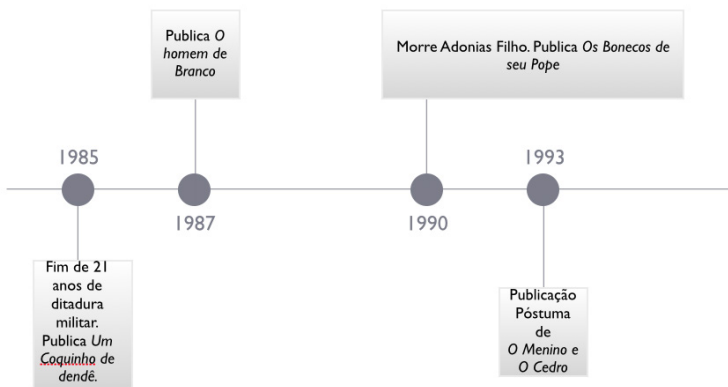 Publica O
homem de
Branco
Morre Adonias Filho. Publica Os Bonecos de
seu Pope
1985
1993
1987
1990
Fim de 21
anos de
ditadura
militar.
Publica Um
Coquinho de
dendê.
Publicação
Póstuma
de
O Menino e
O Cedro